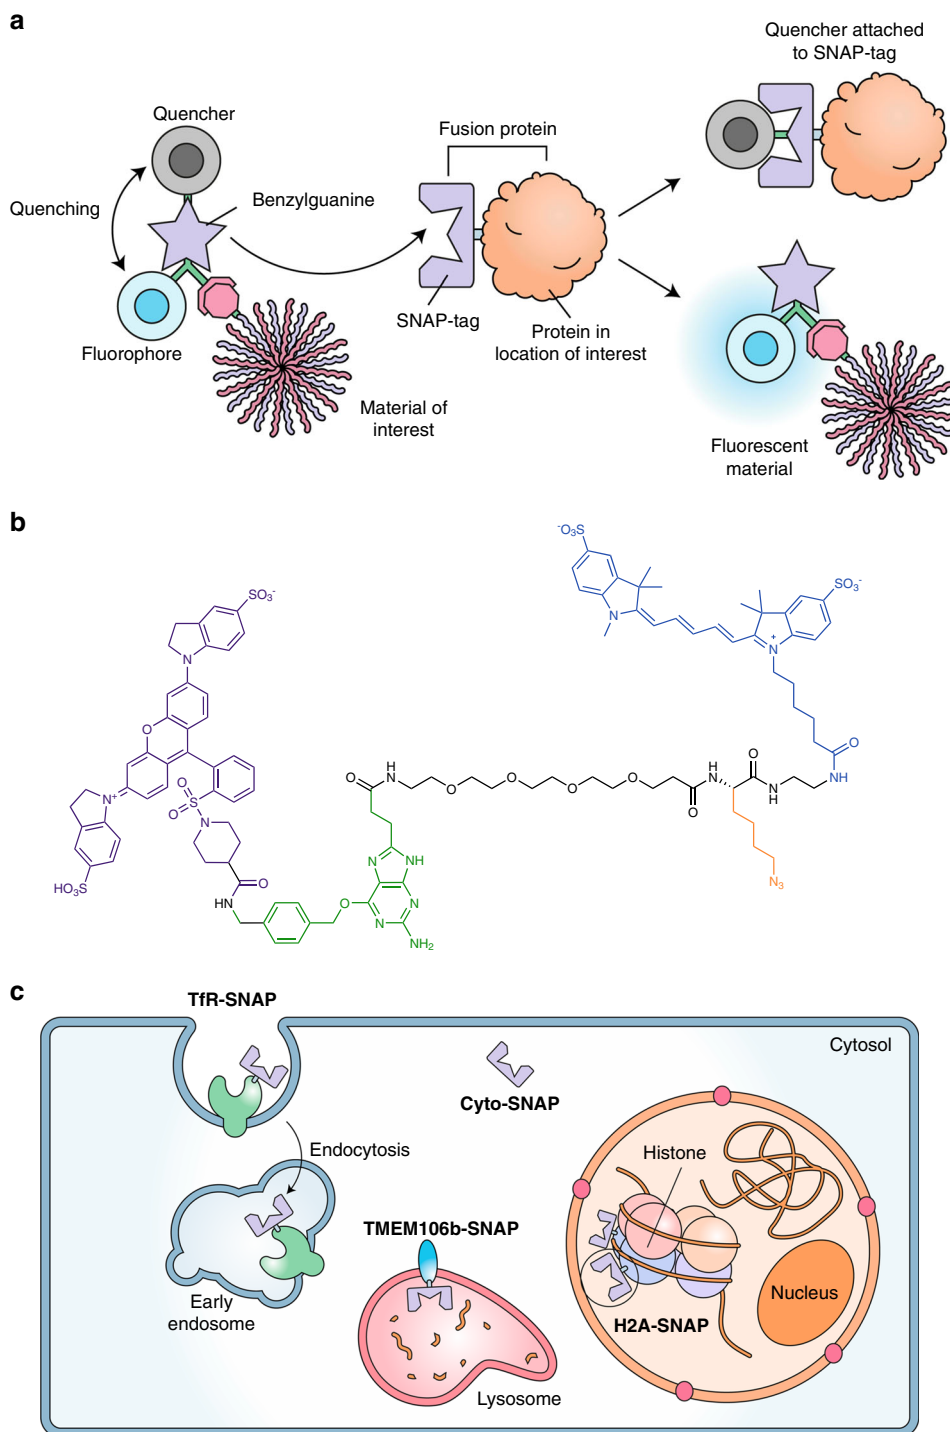 a
Quencher attached
to SNAP-tag
Quencher
Fusion protein
Quenching
Benzylguanine
SNAP-tag
Fluorophore
Protein in
location of interest
Material of
interest
Fluorescent
material
b
-O3S
SO3-
N
N
+
SO3-
N
O
N+
O
S
O
N
HO3S
O
HN
O
H
N
O
O
O
O
O
H
N
O
N
H
O
NH
N3
N
NH
O
N
N
NH2
c
TfR-SNAP
Cytosol
Cyto-SNAP
Endocytosis
Histone
TMEM106b-SNAP
Early
endosome
Nucleus
H2A-SNAP
Lysosome